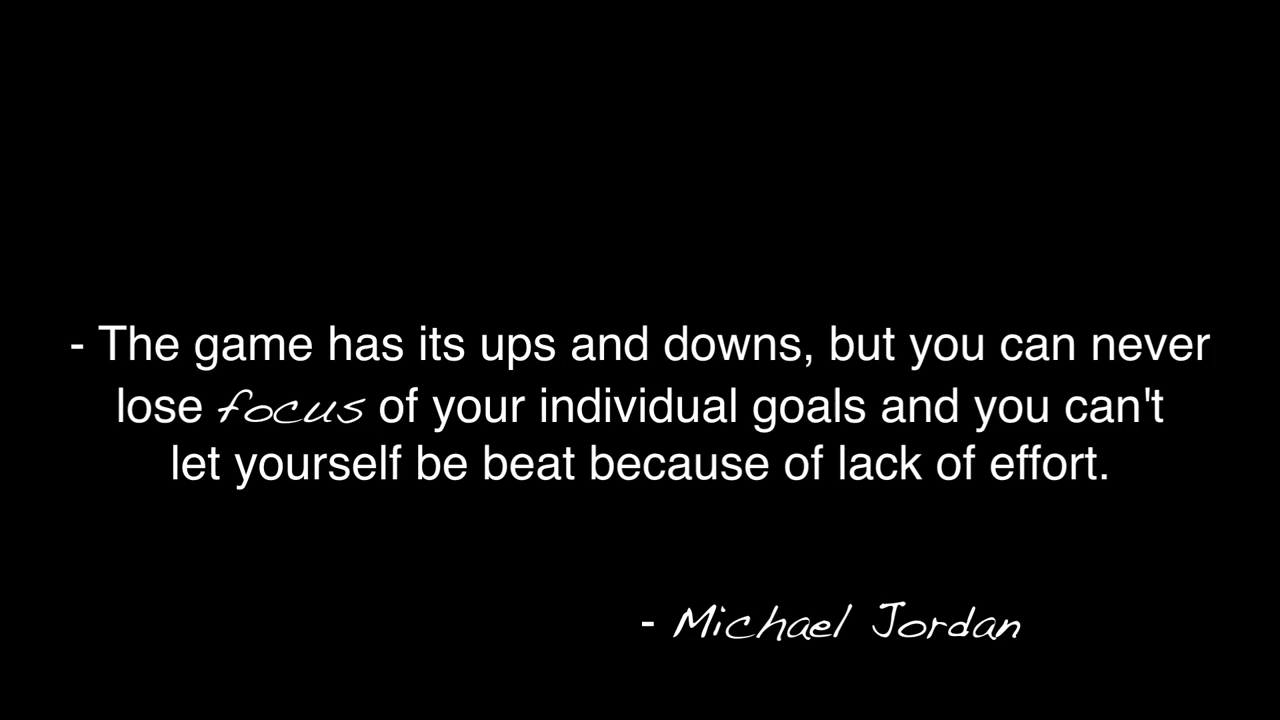 - The game has its ups and downs, but you can never
lose focus of your individual goals and you can't
let yourself be beat because of lack of effort.
- Michael Jordan